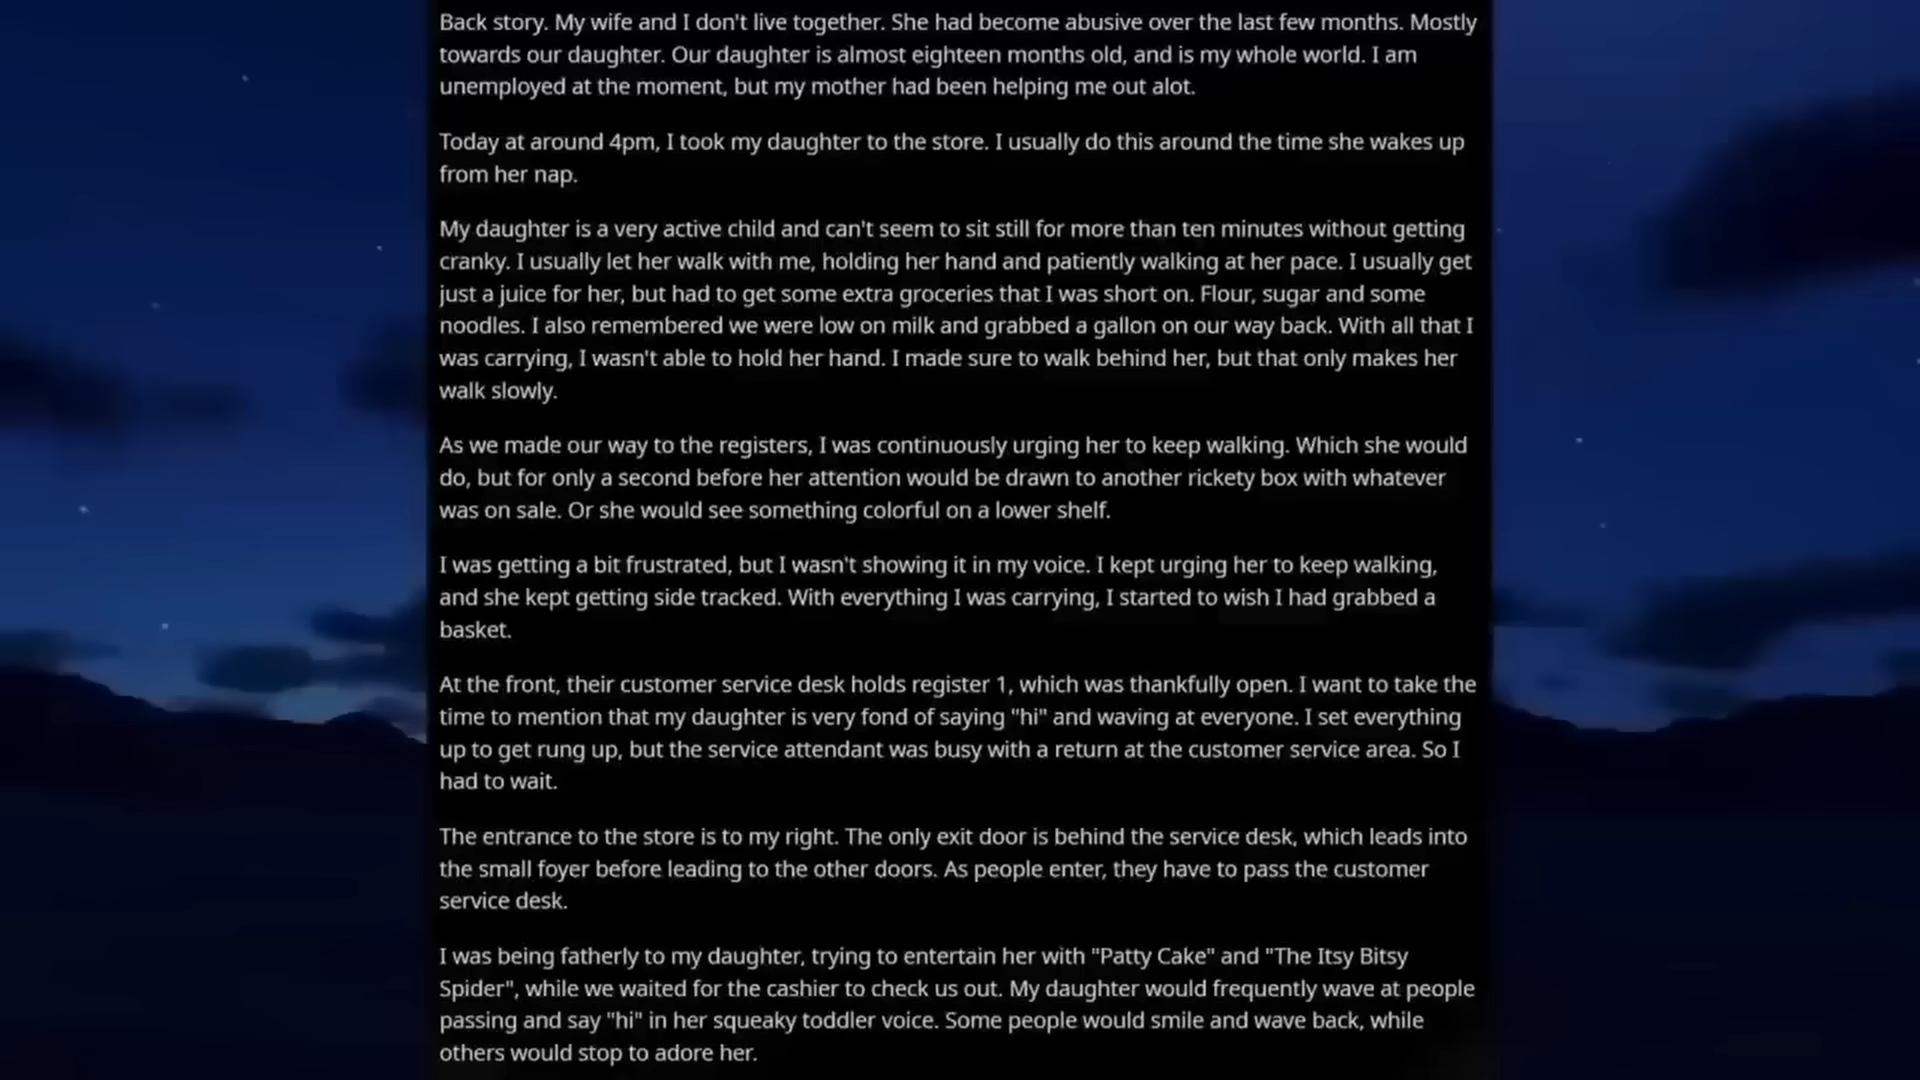 Back story. My wife and I don't live together. She had become abusive over the last few months. Mostly
towards our daughter. Our daughter is almost eighteen months old, and is my whole world. I am
unemployed at the moment, but my mother had been helping me out alot.
Today at around 4pm, I took my daughter to the store. I usually do this around the time she wakes up
from her nap.
My daughter is a very active child and can't seem to sit still for more than ten minutes without getting
cranky. I usually let her walk with me, holding her hand and patiently walking at her pace. I usually get
just a juice for her, but had to get some extra groceries that I was short on. Flour, sugar and some
noodles. I also remembered we were low on milk and grabbed a gallon on our way back. With all that I
was carrying, I wasn't able to hold her hand. I made sure to walk behind her, but that only makes her
walk slowly.
As we made our way to the registers, I was continuously urging her to keep walking. Which she would
do, but for only a second before her attention would be drawn to another rickety box with whatever
was on sale. Or she would see something colorful on a lower shelf.
I was getting a bit frustrated, but I wasn't showing it in my voice. I kept urging her to keep walking,
and she kept getting side tracked. With everything I was carrying, I started to wish I had grabbed a
basket.
At the front, their customer service desk holds register 1, which was thankfully open. I want to take the
time to mention that my daughter is very fond of saying "hi" and waving at everyone. I set everything
up to get rung up, but the service attendant was busy with a return at the customer service area. So I
had to wait.
The entrance to the store is to my right. The only exit door is behind the service desk, which leads into
the small foyer before leading to the other doors. As people enter, they have to pass the customer
service desk.
I was being fatherly to my daughter, trying to entertain her with "Patty Cake" and "The Itsy Bitsy
Spider", while we waited for the cashier to check us out. My daughter would frequently wave at people
passing and say "hi" in her squeaky toddler voice. Some people would smile and wave back, while
others would stop to adore her.